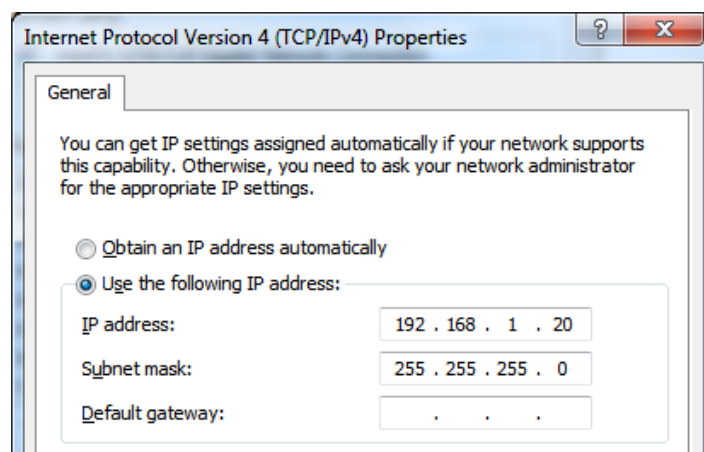 Internet Protocol Version 4 (TCP/IPv4) Properties
?
X
General
You can get IP settings assigned automatically if your network supports
this capability. Otherwise, you need to ask your network administrator
for the appropriate IP settings.
Obtain an IP address automatically
Use the following IP address:
IP address: 192 . 168 . 1 . 20
Subnet mask: 255 . 255 . 255 . 0
Default gateway: . . .